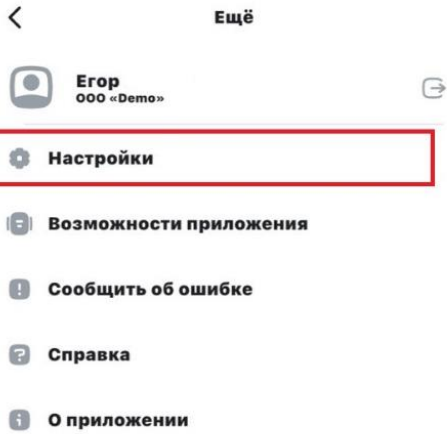 Ещё
Егор
ООО «Demo»
Настройки
Возможности приложения
Сообщить об ошибке
Справка
О приложении